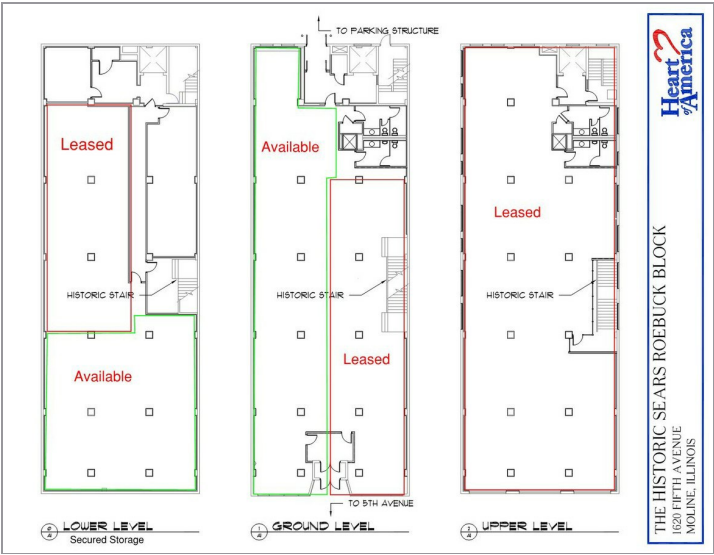 TO PARKING STRUCTURE
Leased
Available
HISTORIC STAIR
Available
HISTORIC STAIR
Leased
Leased
HISTORIC STAIR
TO 5TH AVENUE
LOWER LEVEL
Secured Storage
1
GROUND LEVEL
2
UPPER LEVEL
Heart
of America
THE HISTORIC SEARS ROEBUCK BLOCK
1620 FIFTH AVENUE
MOLINE, ILLINOIS